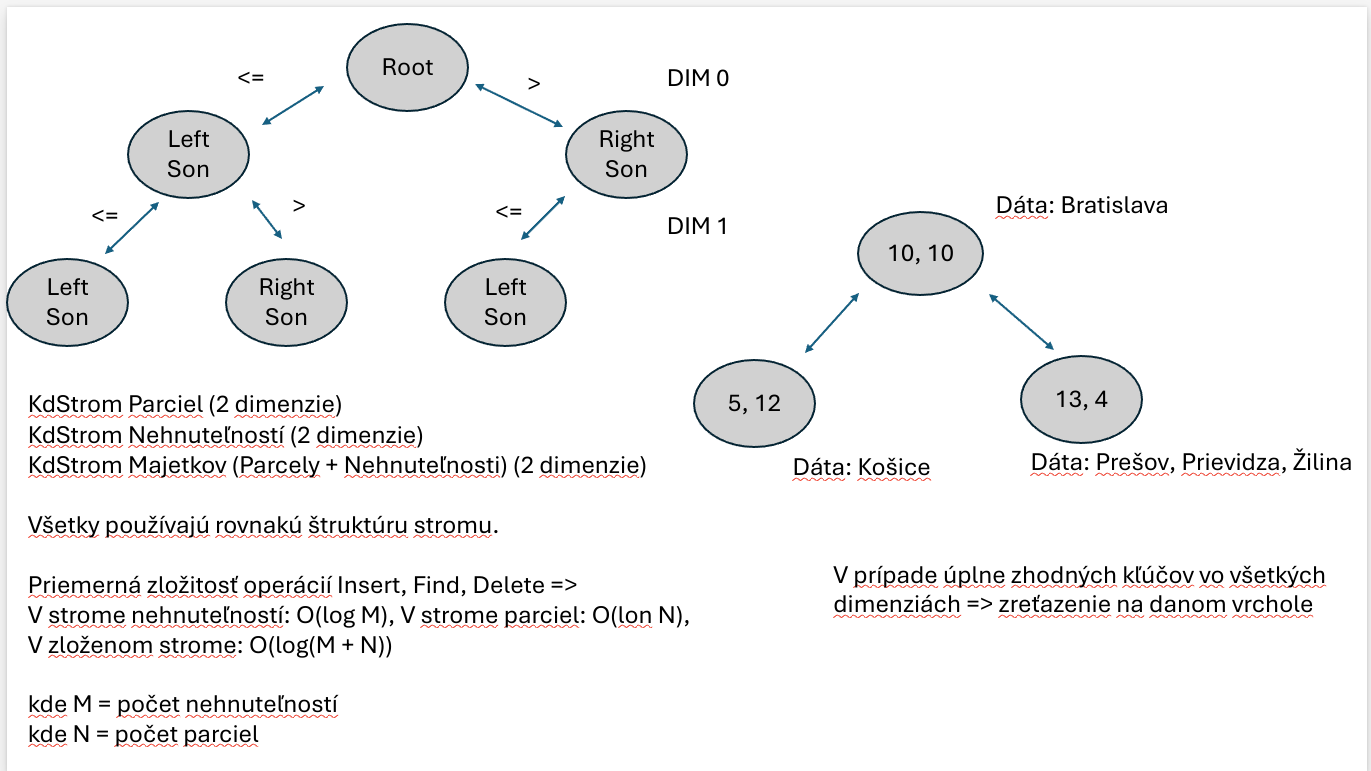 Root
<=
>
DIM 0
Left
Son
Right
Son
<=
>
<=
DIM 1
Left
Son
Right
Son
Left
Son
Dáta: Bratislava
10, 10
5, 12
13, 4
Dáta: Košice
Dáta: Prešov, Prievidza, Žilina
KdStrom Parciel (2 dimenzie)
KdStrom Nehnuteľností (2 dimenzie)
KdStrom Majetkov (Parcely + Nehnuteľnosti) (2 dimenzie)
Všetky používajú rovnakú štruktúru stromu.
Priemerná zložitosť operácií Insert, Find, Delete =>
V strome nehnuteľností: O(log M), V strome parciel: O(lon N),
V zloženom strome: O(log(M + N))
kde M = počet nehnuteľností
kde N = počet parciel
V prípade úplne zhodných kľúčov vo všetkých
dimenziách => zreťazenie na danom vrchole